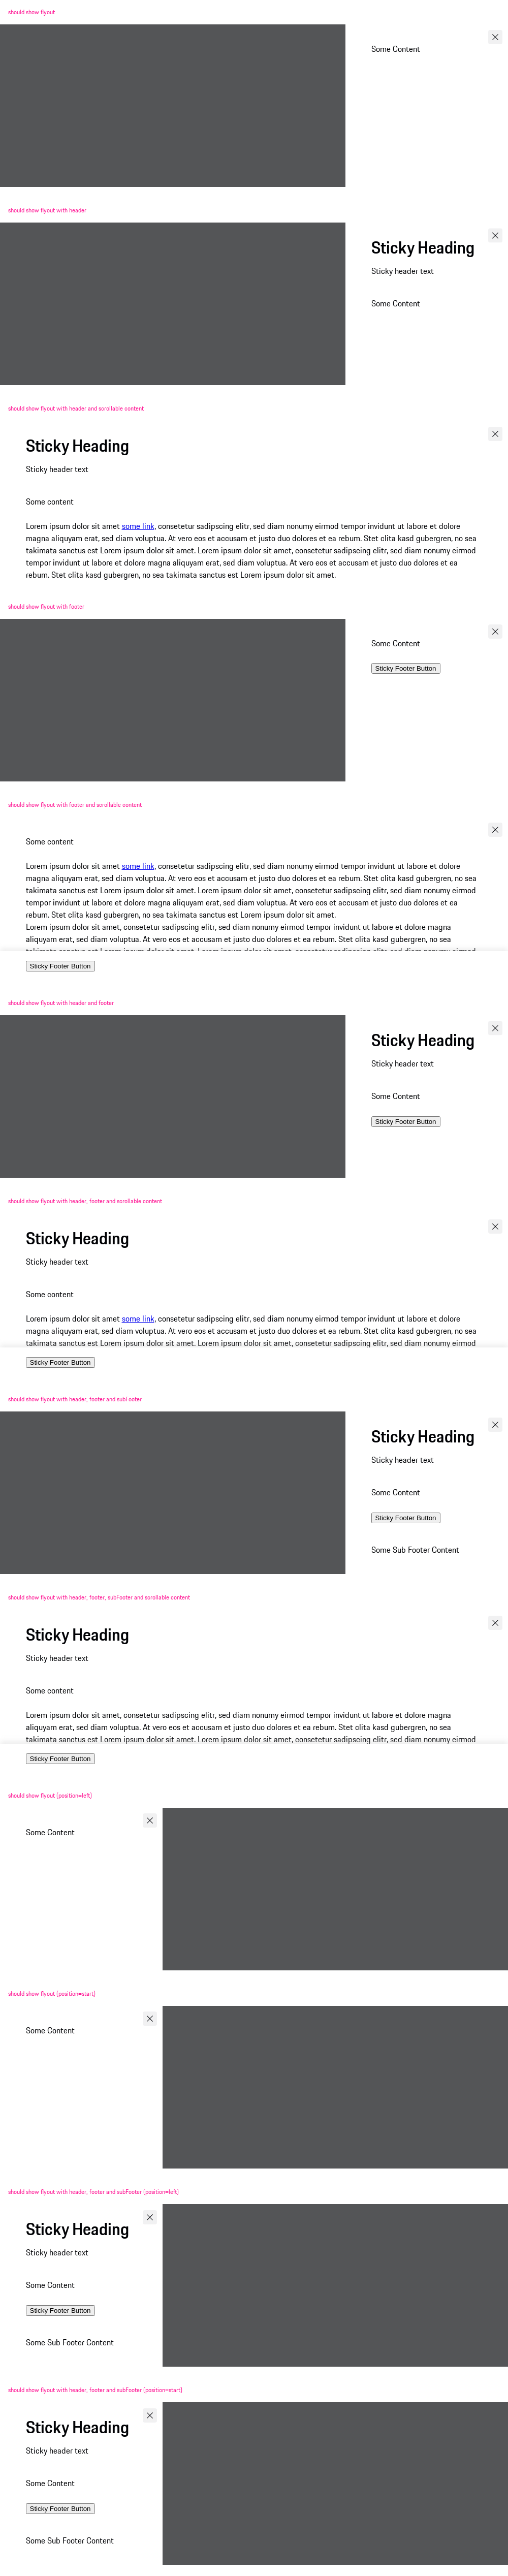 should show flyout
Some Content
should show flyout with header
Sticky Heading
Sticky header text
Some Content
should show flyout with header and scrollable content
Sticky Heading
Sticky header text
Some content
Lorem ipsum dolor sit amet some link, consetetur sadipscing elitr, sed diam nonumy eirmod tempor invidunt ut labore et dolore
magna aliquyam erat, sed diam voluptua. At vero eos et accusam et justo duo dolores et ea rebum. Stet clita kasd gubergren, no sea
takimata sanctus est Lorem ipsum dolor sit amet. Lorem ipsum dolor sit amet, consetetur sadipscing elitr, sed diam nonumy eirmod
tempor invidunt ut labore et dolore magna aliquyam erat, sed diam voluptua. At vero eos et accusam et justo duo dolores et ea
rebum. Stet clita kasd gubergren, no sea takimata sanctus est Lorem ipsum dolor sit amet.
should show flyout with footer
Some Content
Sticky Footer Button
should show flyout with footer and scrollable content
Some content
Lorem ipsum dolor sit amet some link, consetetur sadipscing elitr, sed diam nonumy eirmod tempor invidunt ut labore et dolore
magna aliquyam erat, sed diam voluptua. At vero eos et accusam et justo duo dolores et ea rebum. Stet clita kasd gubergren, no sea
takimata sanctus est Lorem ipsum dolor sit amet. Lorem ipsum dolor sit amet, consetetur sadipscing elitr, sed diam nonumy eirmod
tempor invidunt ut labore et dolore magna aliquyam erat, sed diam voluptua. At vero eos et accusam et justo duo dolores et ea
rebum. Stet clita kasd gubergren, no sea takimata sanctus est Lorem ipsum dolor sit amet.
Lorem ipsum dolor sit amet, consetetur sadipscing elitr, sed diam nonumy eirmod tempor invidunt ut labore et dolore magna
aliquyam erat, sed diam voluptua. At vero eos et accusam et justo duo dolores et ea rebum. Stet clita kasd gubergren, no sea
takimata sanctus est Lorem ipsum dolor sit amet. Lorem ipsum dolor sit amet, consetetur sadipscing elitr, sed diam nonumy eirmod
Sticky Footer Button
should show flyout with header and footer
Sticky Heading
Sticky header text
Some Content
Sticky Footer Button
should show flyout with header, footer and scrollable content
Sticky Heading
Sticky header text
Some content
Lorem ipsum dolor sit amet some link, consetetur sadipscing elitr, sed diam nonumy eirmod tempor invidunt ut labore et dolore
magna aliquyam erat, sed diam voluptua. At vero eos et accusam et justo duo dolores et ea rebum. Stet clita kasd gubergren, no sea
takimata sanctus est Lorem ipsum dolor sit amet. Lorem ipsum dolor sit amet, consetetur sadipscing elitr, sed diam nonumy eirmod
Sticky Footer Button
should show flyout with header, footer and subFooter
Sticky Heading
Sticky header text
Some Content
Sticky Footer Button
Some Sub Footer Content
should show flyout with header, footer, subFooter and scrollable content
Sticky Heading
Sticky header text
Some content
Lorem ipsum dolor sit amet, consetetur sadipscing elitr, sed diam nonumy eirmod tempor invidunt ut labore et dolore magna
aliquyam erat, sed diam voluptua. At vero eos et accusam et justo duo dolores et ea rebum. Stet clita kasd gubergren, no sea
takimata sanctus est Lorem ipsum dolor sit amet. Lorem ipsum dolor sit amet, consetetur sadipscing elitr, sed diam nonumy eirmod
Sticky Footer Button
should show flyout (position=left)
Some Content
should show flyout (position=start)
Some Content
should show flyout with header, footer and subFooter (position=left)
Sticky Heading
Sticky header text
Some Content
Sticky Footer Button
Some Sub Footer Content
should show flyout with header, footer and subFooter (position=start)
Sticky Heading
Sticky header text
Some Content
Sticky Footer Button
Some Sub Footer Content